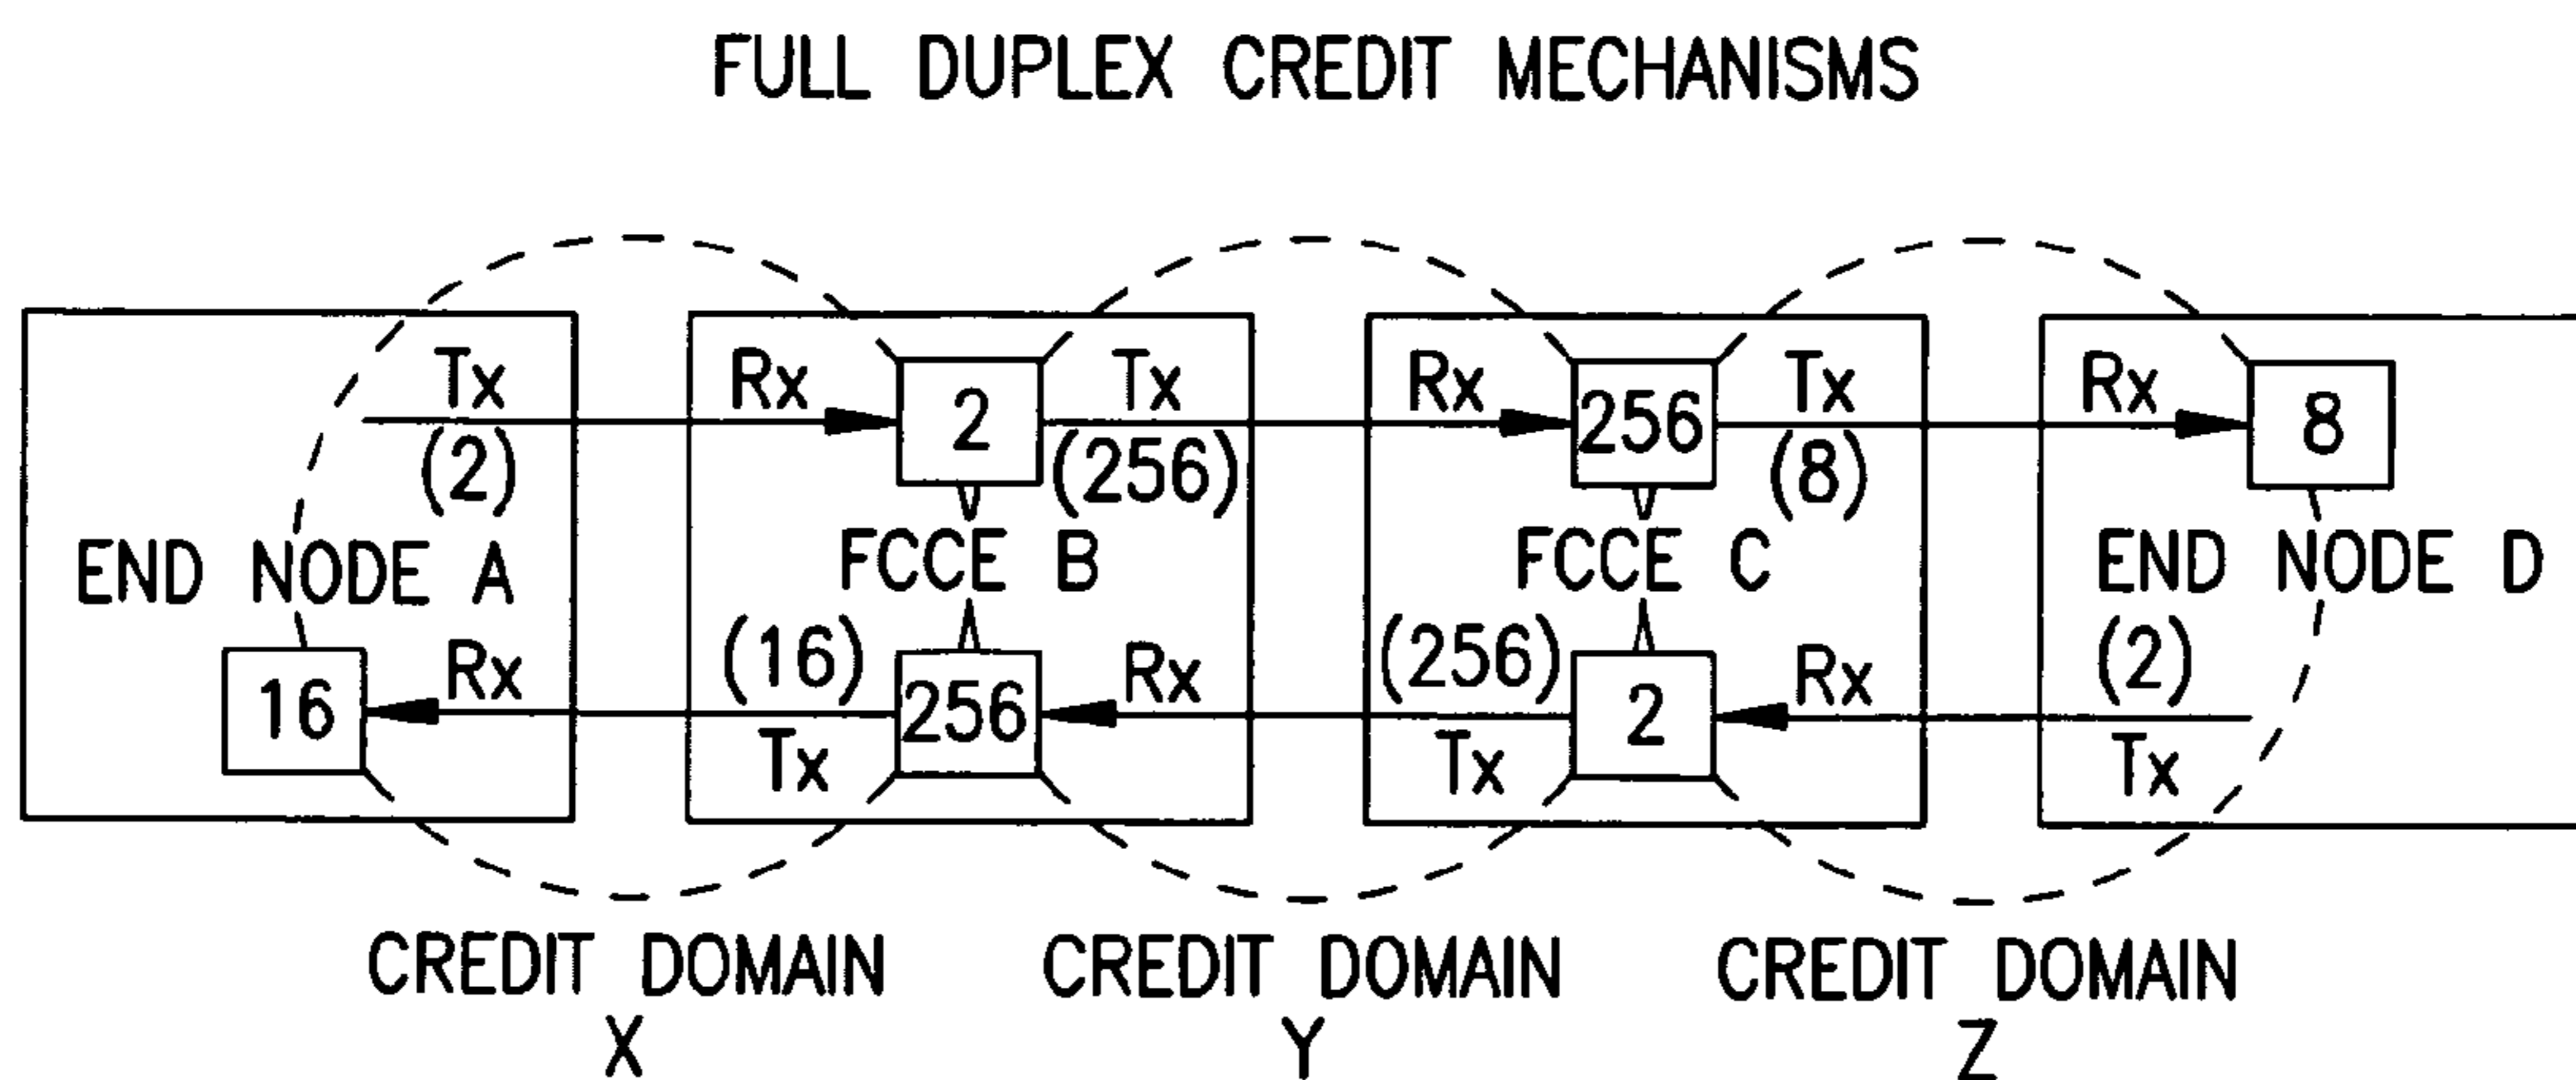 FULL DUPLEX CREDIT MECHANISMS
Tx Rx 2 Tx Rx 256 Tx Rx 8
(2) (256) (8)
END NODE A FCCE B FCCE C END NODE D
16 Rx (16) 256 Rx (256) 2 Rx (2)
Tx Tx Tx
CREDIT DOMAIN CREDIT DOMAIN CREDIT DOMAIN
X Y Z